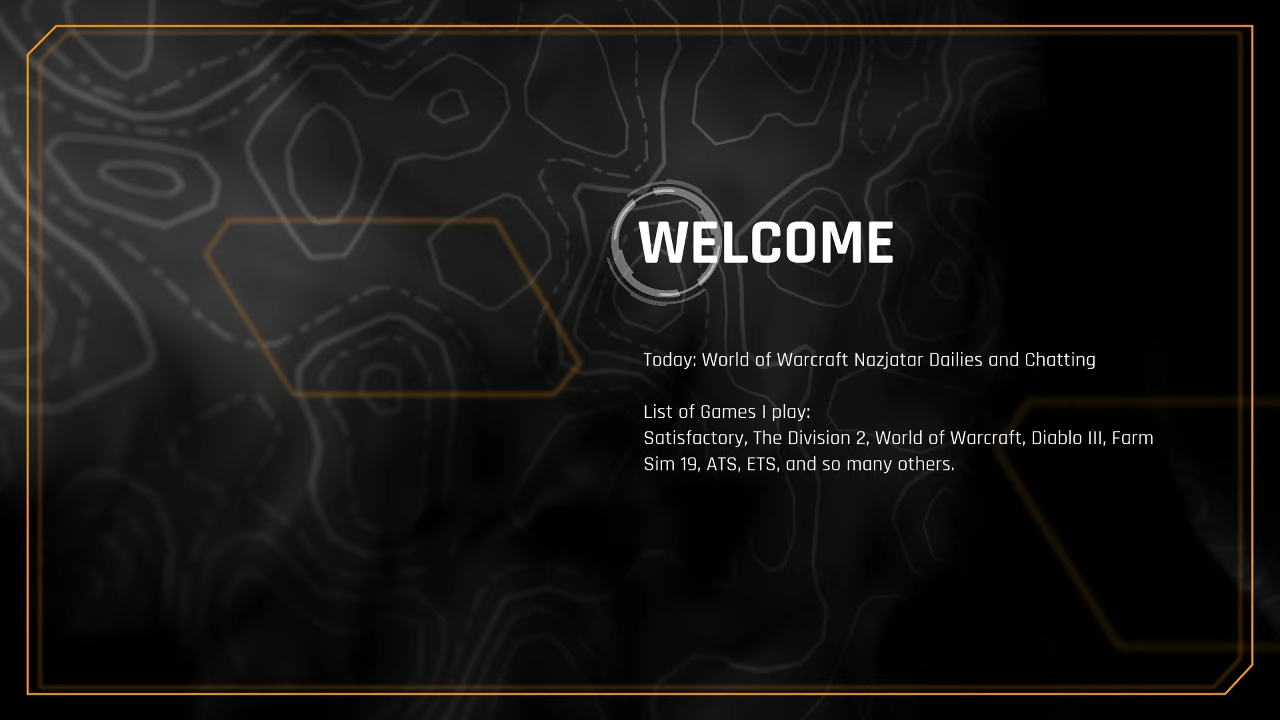 WELCOME
Today: World of Warcraft Nazjatar Dailies and Chatting
List of Games I play:
Satisfactory, The Division 2, World of Warcraft, Diablo III, Farm
Sim 19, ATS, ETS, and so many others.